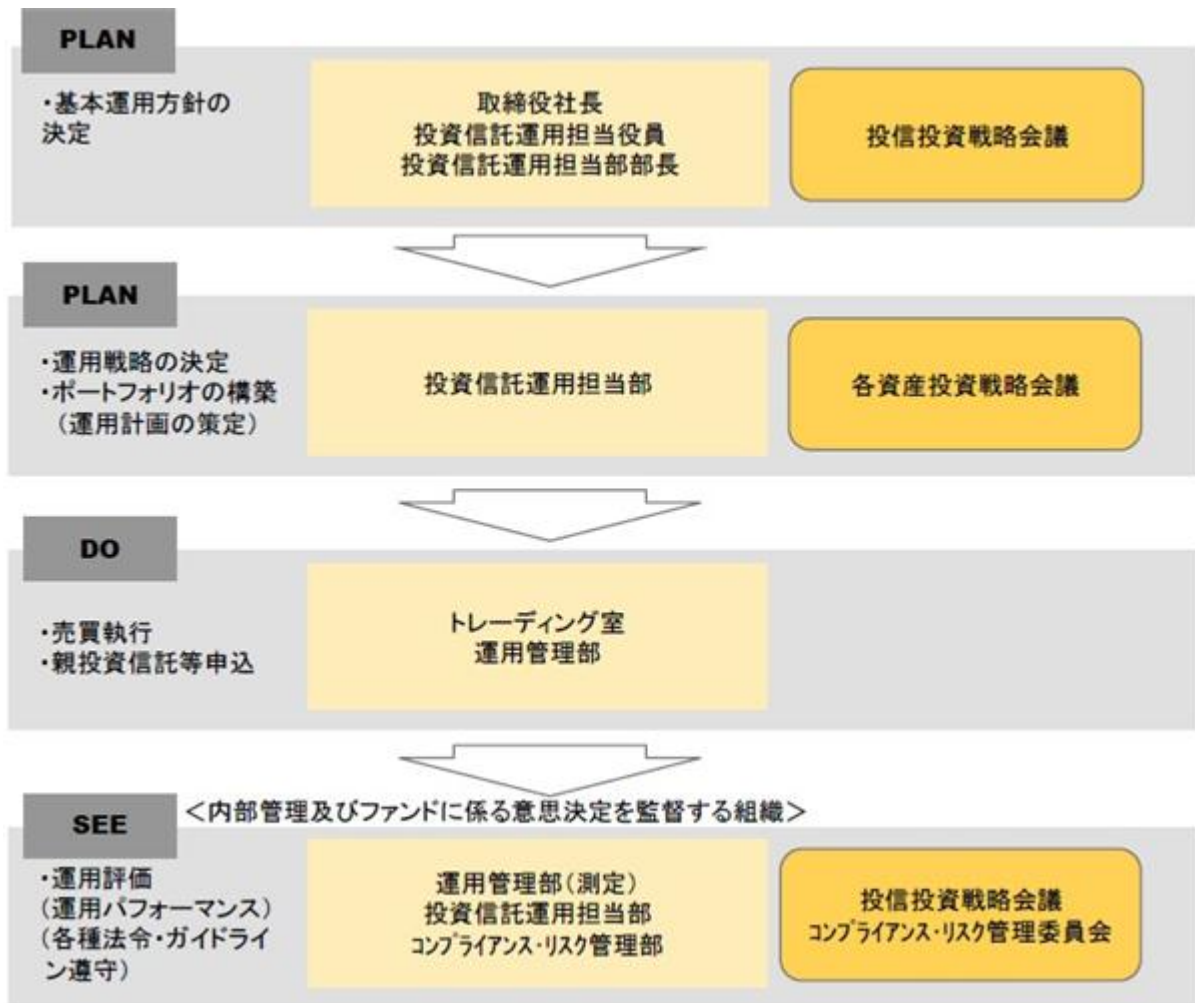 PLAN
・基本運用方針の
決定
取締役社長
投資信託運用担当役員
投資信託運用担当部部長
投信投資戦略会議
PLAN
・運用戦略の決定
・ポートフォリオの構築
（運用計画の策定）
投資信託運用担当部
各資産投資戦略会議
DO
・売買執行
・親投資信託等申込
トレーディング室
運用管理部
SEE
＜内部管理及びファンドに係る意思決定を監督する組織＞
・運用評価
(運用パフォーマンス)
(各種法令・ガイドライ
ン遵守)
運用管理部(測定)
投資信託運用担当部
ｺﾝﾌﾟﾗｲｱﾝｽ・ﾘｽｸ管理部
投信投資戦略会議
ｺﾝﾌﾟﾗｲｱﾝｽ・ﾘｽｸ管理委員会